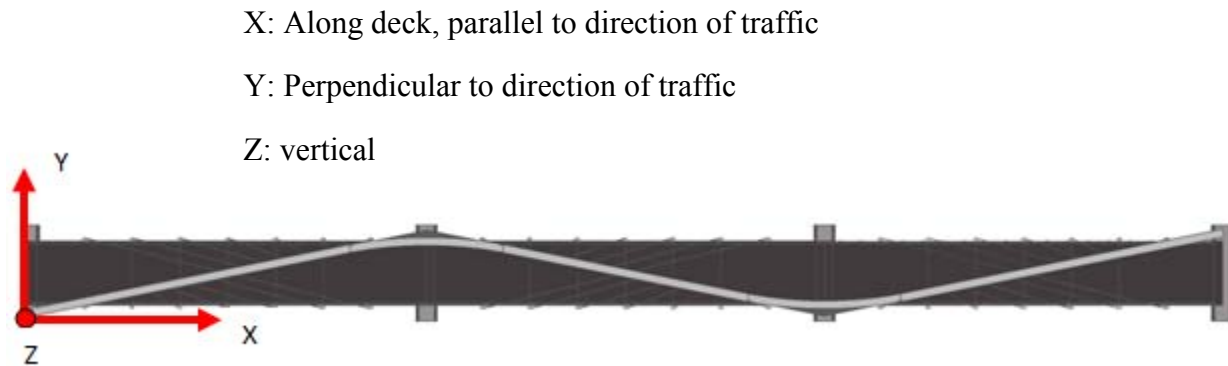 X: Along deck, parallel to direction of traffic
Y: Perpendicular to direction of traffic
Z: vertical
Y
X
Z